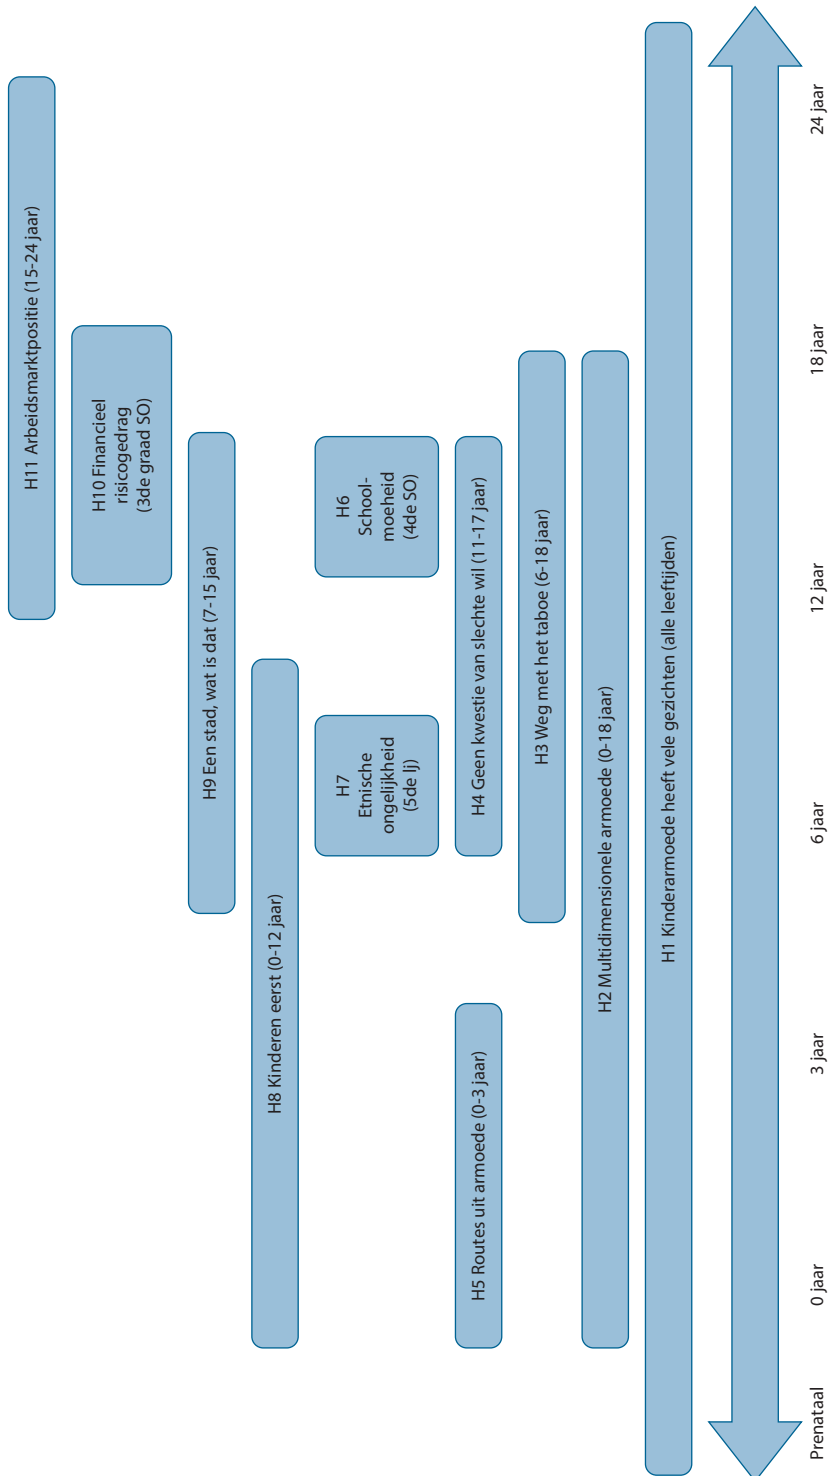 H11 Arbeidsmarktpositie (15-24 jaar)
H10 Financieel
risicogedrag
(3de graad SO)
H9 Een stad, wat is dat (7-15 jaar)
H8 Kinderen eerst (0-12 jaar)
H7
Etnische
ongelijkheid
(5de lj)
H6
School-
moeheid
(4de SO)
H5 Routes uit armoede (0-3 jaar)
H4 Geen kwestie van slechte wil (11-17 jaar)
H3 Weg met het taboe (6-18 jaar)
H2 Multidimensionele armoede (0-18 jaar)
H1 Kinderarmoede heeft vele gezichten (alle leeftijden)
Prenataal
0 jaar
3 jaar
6 jaar
12 jaar
18 jaar
24 jaar